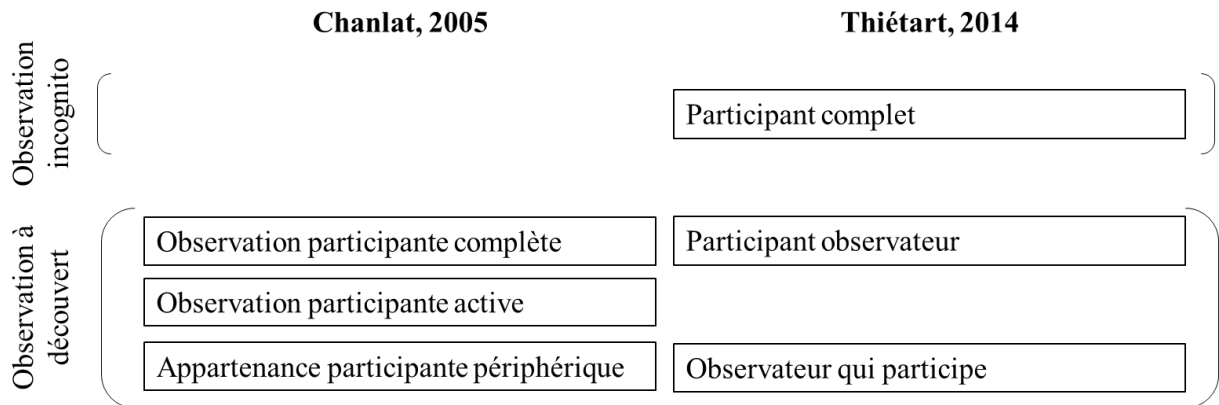 Chanlat, 2005
Thiétart, 2014
Observation
incognito
Participant complet
Observation à
découvert
Observation participante complète
Participant observateur
Observation participante active
Appartenance participante périphérique
Observateur qui participe